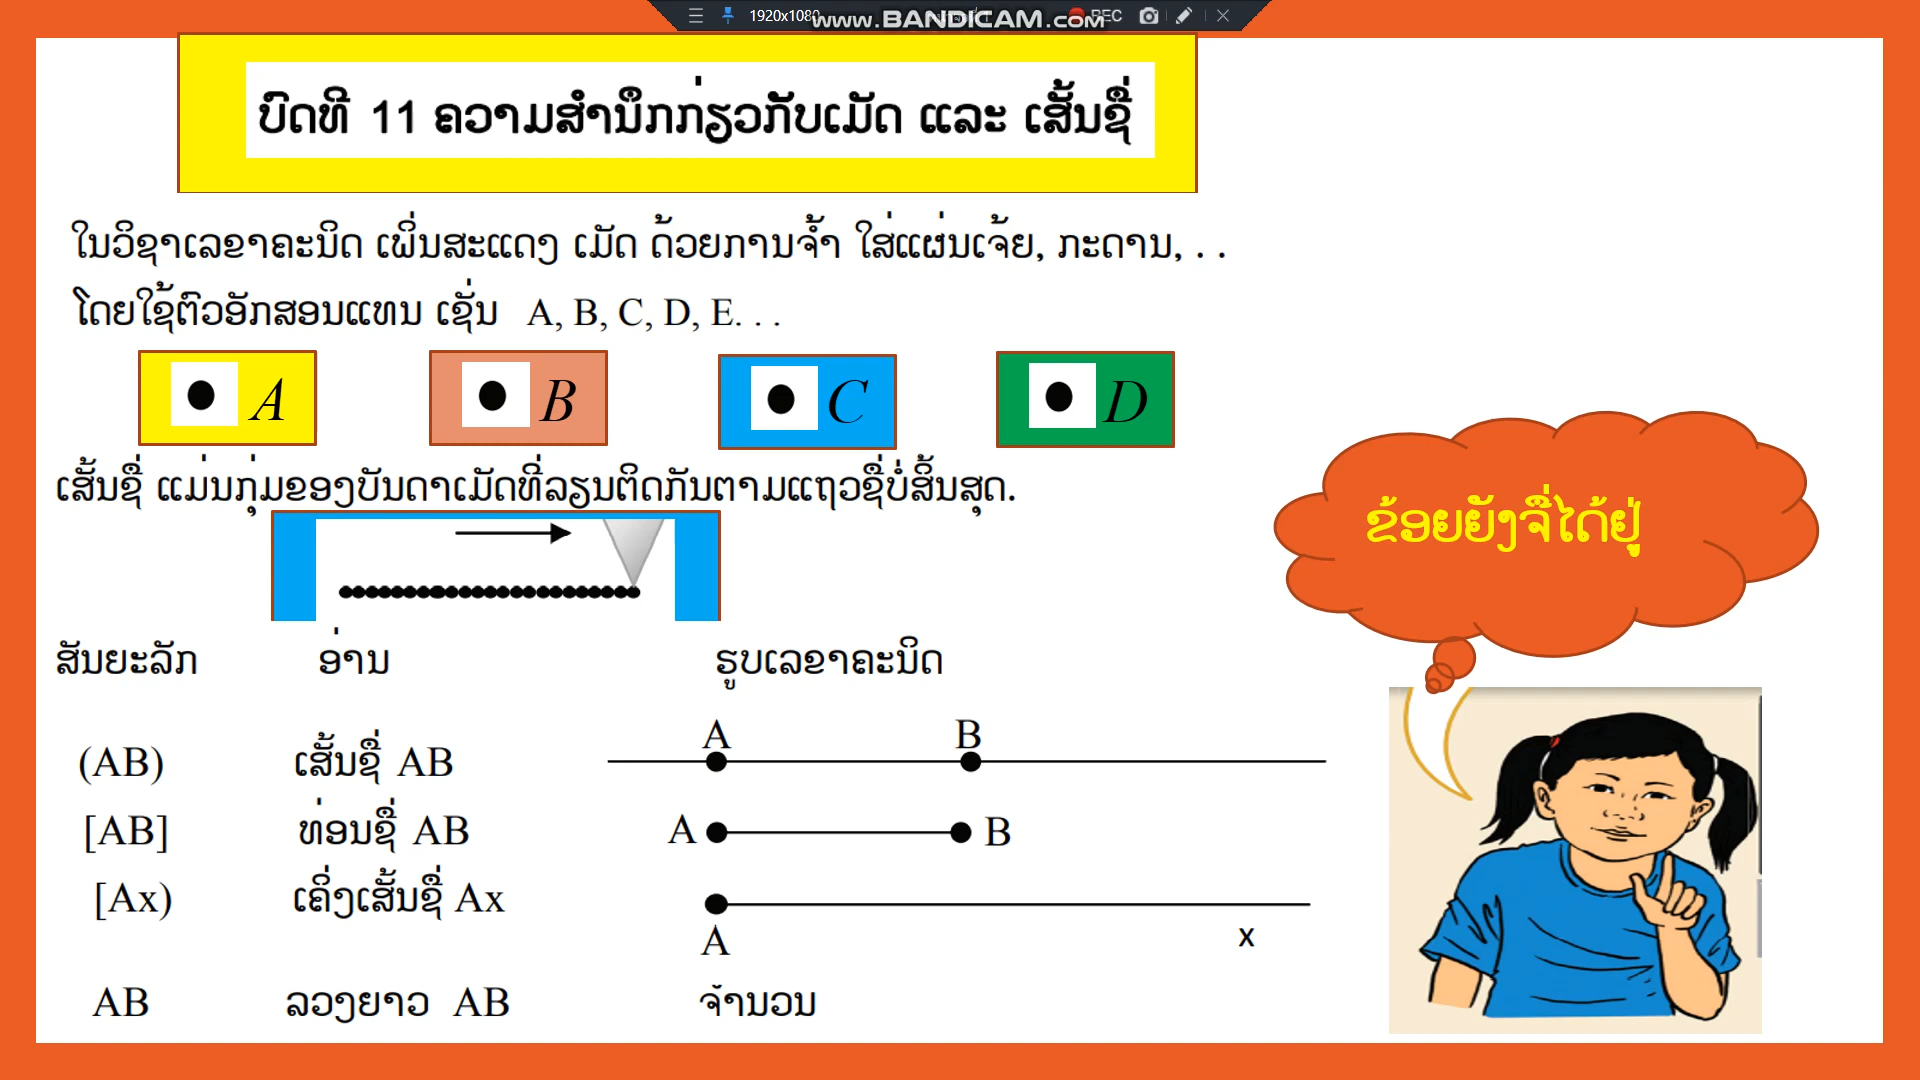 1920x1080
www.BANDICAM.com
REC
ບົດທີ 11 ຄວາມສຳນຶກກ່ຽວກັບເມັດ ແລະ ເສັ້ນຊື່
ໃນວິຊາເລຂາຄະນິດ ເພິ່ນສະແດງ ເມັດ ດ້ວຍການຈ້ຳ ໃສ່ແຜ່ນເຈ້ຍ, ກະດານ, . .
ໂດຍໃຊ້ຕົວອັກສອນແທນ ເຊັ່ນ A, B, C, D, E. . .
A B C D
ເສັ້ນຊື່ ແມ່ນກຸ່ມຂອງບັນດາເມັດທີ່ລຽນຕິດກັນຕາມແຖວຊື່ບໍ່ສິ້ນສຸດ.
ຂ້ອຍຍັງຈື່ໄດ້ຢູ່
ສັນຍະລັກ ອ່ານ ຮູບເລຂາຄະນິດ
A B
(AB) ເສັ້ນຊື່ AB
[AB] ທ່ອນຊື່ AB A B
[Ax) ເຄິ່ງເສັ້ນຊື່ Ax
A x
AB ລວງຍາວ AB ຈຳນວນ